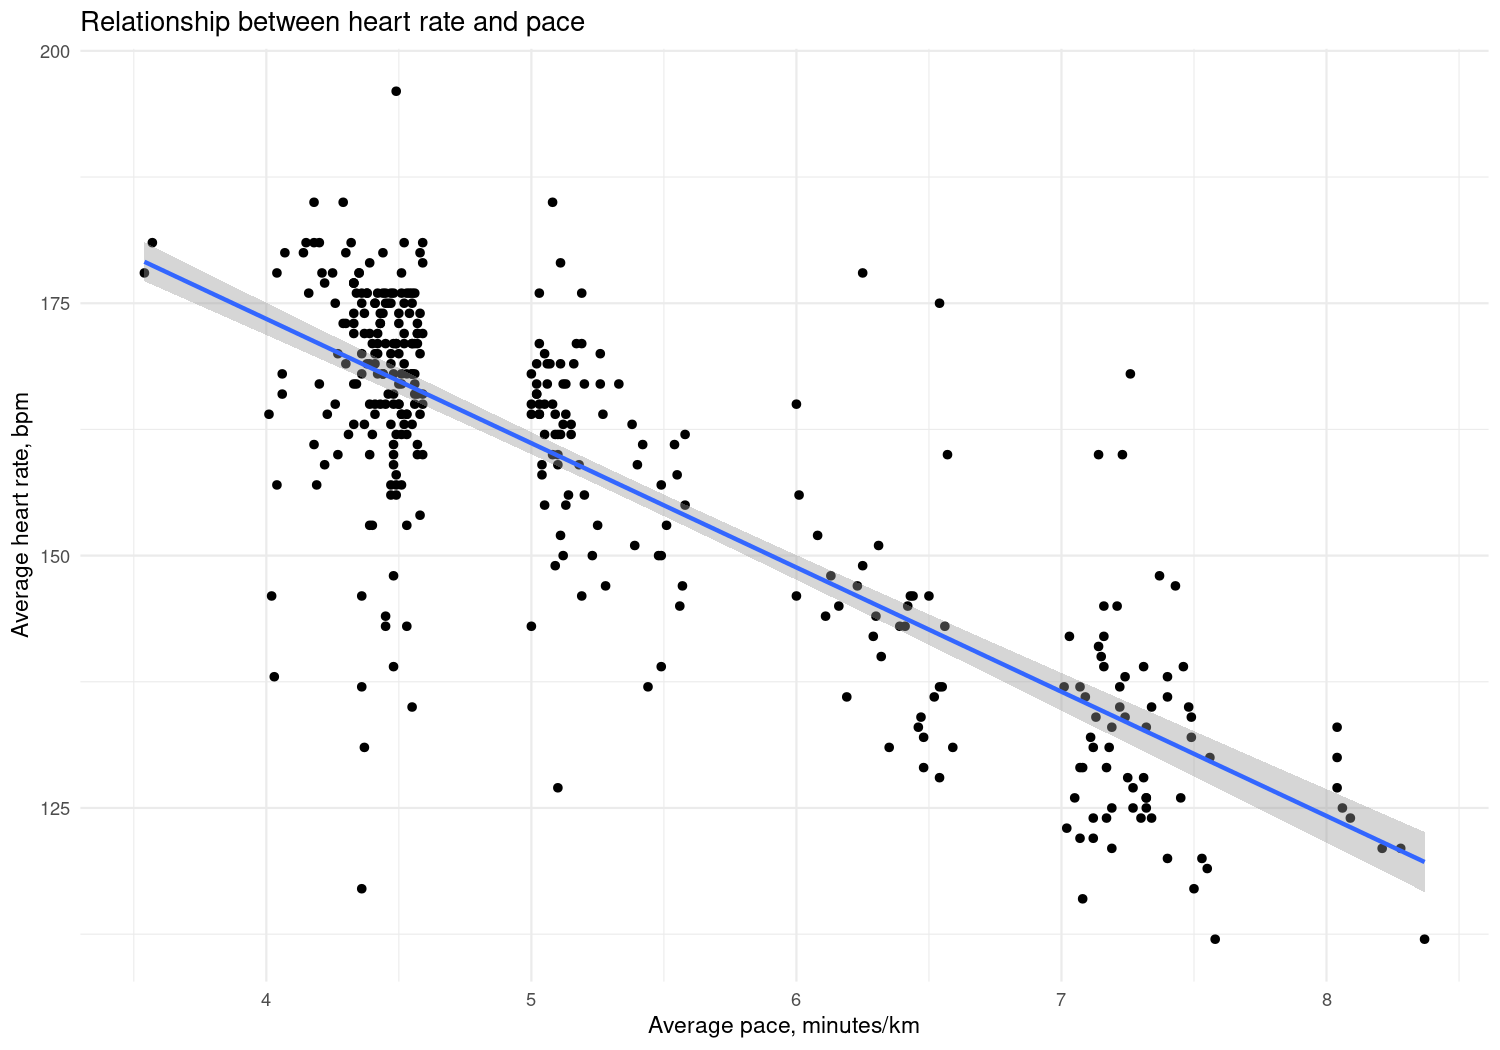 Relationship between heart rate and pace
200
175
150
125
Average heart rate, bpm
4 5 6 7 8
Average pace, minutes/km